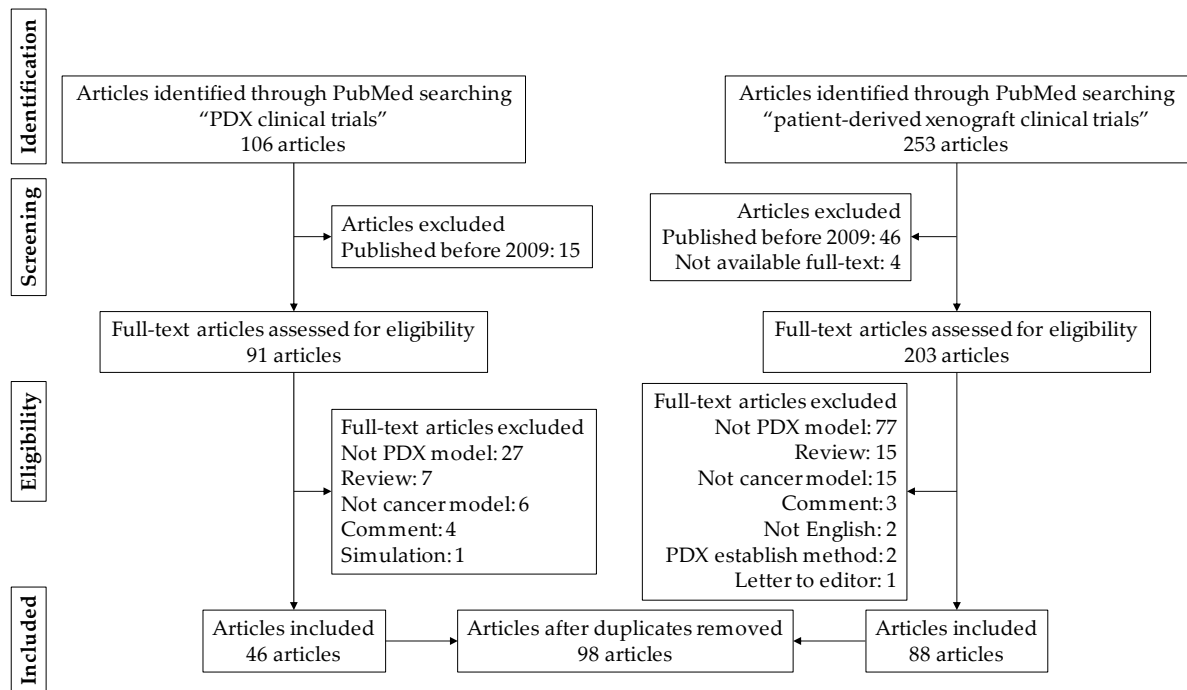 Identification
Articles identified through PubMed searching
“PDX clinical trials”
106 articles
Articles identified through PubMed searching
“patient-derived xenograft clinical trials”
253 articles
Screening
Articles excluded
Published before 2009: 15
Articles excluded
Published before 2009: 46
Not available full-text: 4
Full-text articles assessed for eligibility
91 articles
Full-text articles assessed for eligibility
203 articles
Eligibility
Full-text articles excluded
Not PDX model: 27
Review: 7
Not cancer model: 6
Comment: 4
Simulation: 1
Full-text articles excluded
Not PDX model: 77
Review: 15
Not cancer model: 15
Comment: 3
Not English: 2
PDX establish method: 2
Letter to editor: 1
Included
Articles included
46 articles
Articles after duplicates removed
98 articles
Articles included
88 articles